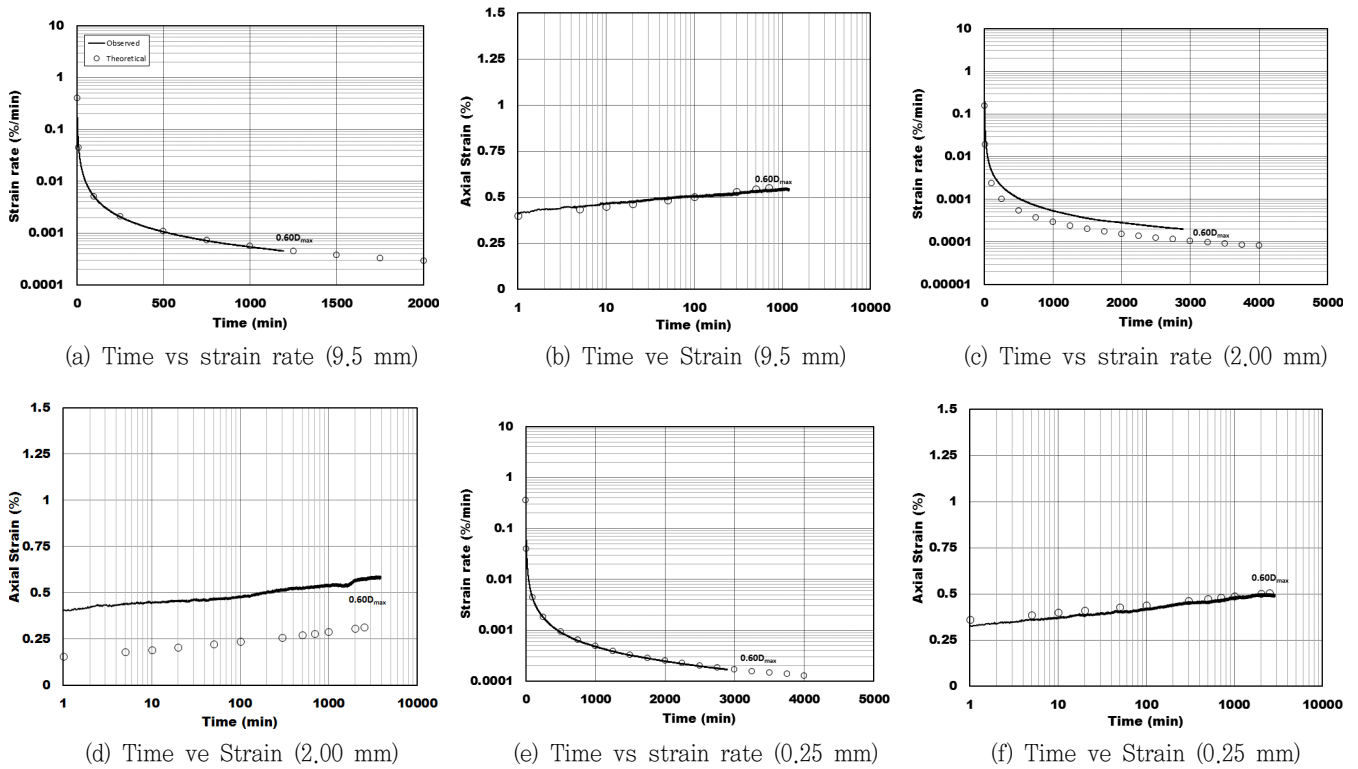 10
1
0.1
0.01
0.001
0.0001
Strain rate (%/min)
Observed
Theoretical
0.60Dmax
0 500 1000 1500 2000
Time (min)
(a) Time vs strain rate (9.5 mm)
1.5
1.25
1
0.75
0.5
0.25
0
Axial Strain (%)
0.60Dmax
1 10 100 1000 10000
Time (min)
(b) Time ve Strain (9.5 mm)
10
1
0.1
0.01
0.001
0.0001
0.00001
Strain rate (%/min)
0.60Dmax
0 1000 2000 3000 4000 5000
Time (min)
(c) Time vs strain rate (2.00 mm)
1.5
1.25
1
0.75
0.5
0.25
0
Axial Strain (%)
0.60Dmax
1 10 100 1000 10000
Time (min)
(d) Time ve Strain (2.00 mm)
10
1
0.1
0.01
0.001
0.0001
Strain rate (%/min)
0.60Dmax
0 1000 2000 3000 4000 5000
Time (min)
(e) Time vs strain rate (0.25 mm)
1.5
1.25
1
0.75
0.5
0.25
0
Axial Strain (%)
0.60Dmax
1 10 100 1000 10000
Time (min)
(f) Time ve Strain (0.25 mm)